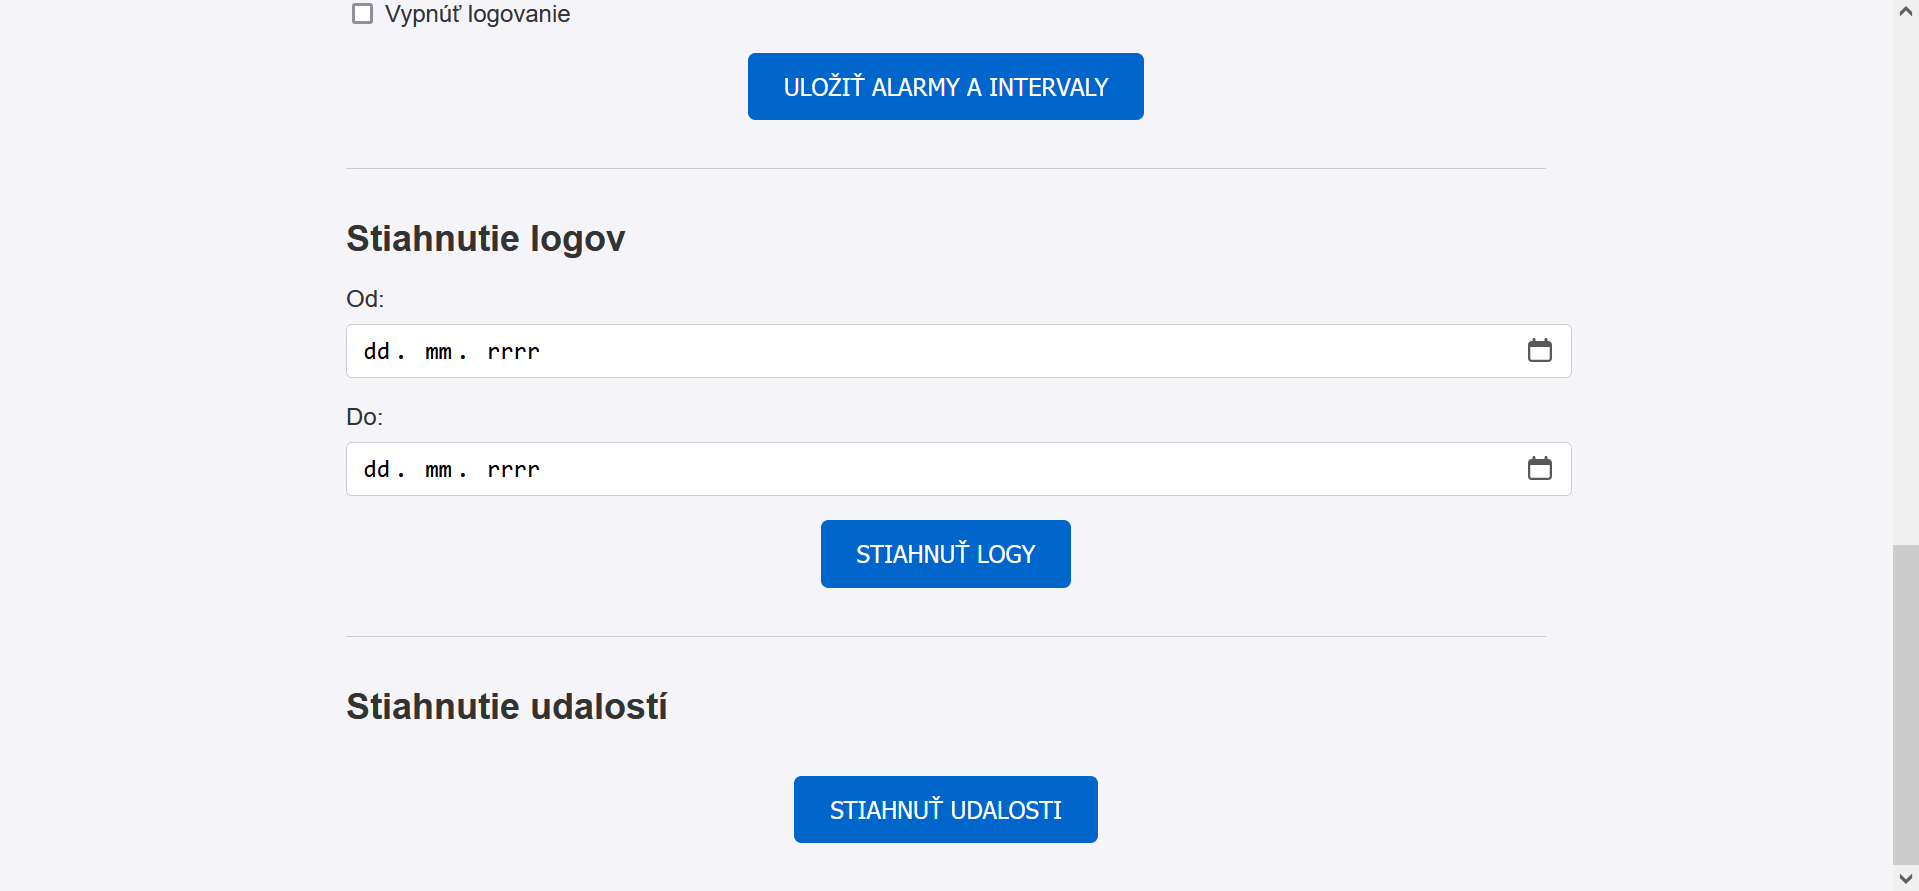 Vypnúť logovanie
ULOŽIŤ ALARMY A INTERVALY
Stiahnutie logov
Od:
dd. mm. rrrr
Do:
dd. mm. rrrr
STIAHNUŤ LOGY
Stiahnutie udalostí
STIAHNUŤ UDALOSTI